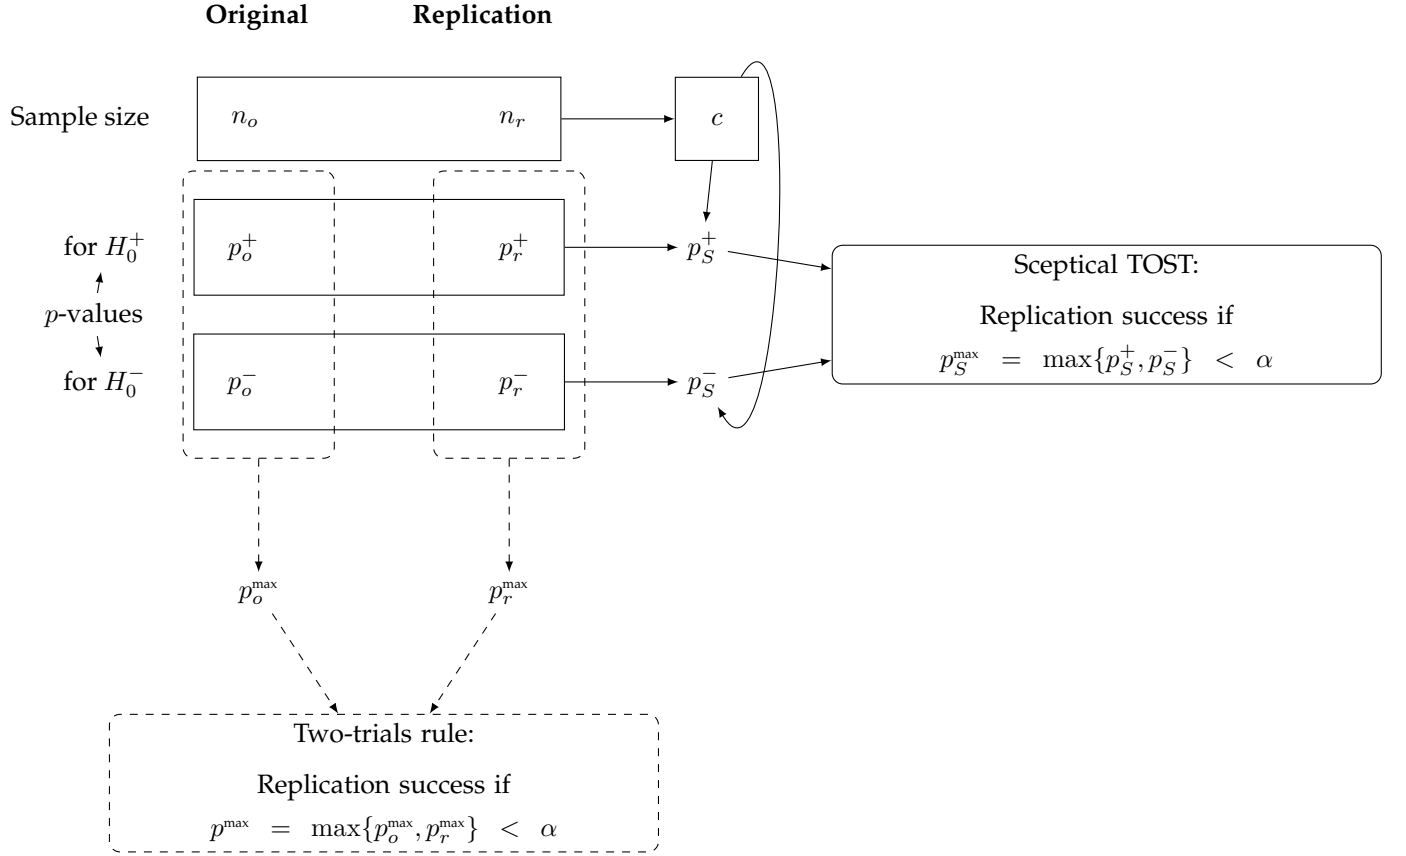 Original Replication
Sample size n_o n_r c
for H_0^+ p_o^+ p_r^+ p_S^+
p-values
for H_0^- p_o^- p_r^- p_S^-
Sceptical TOST:
Replication success if
p_S^max = max{p_S^+, p_S^-} < α
p_o^max p_r^max
Two-trials rule:
Replication success if
p^max = max{p_o^max, p_r^max} < α